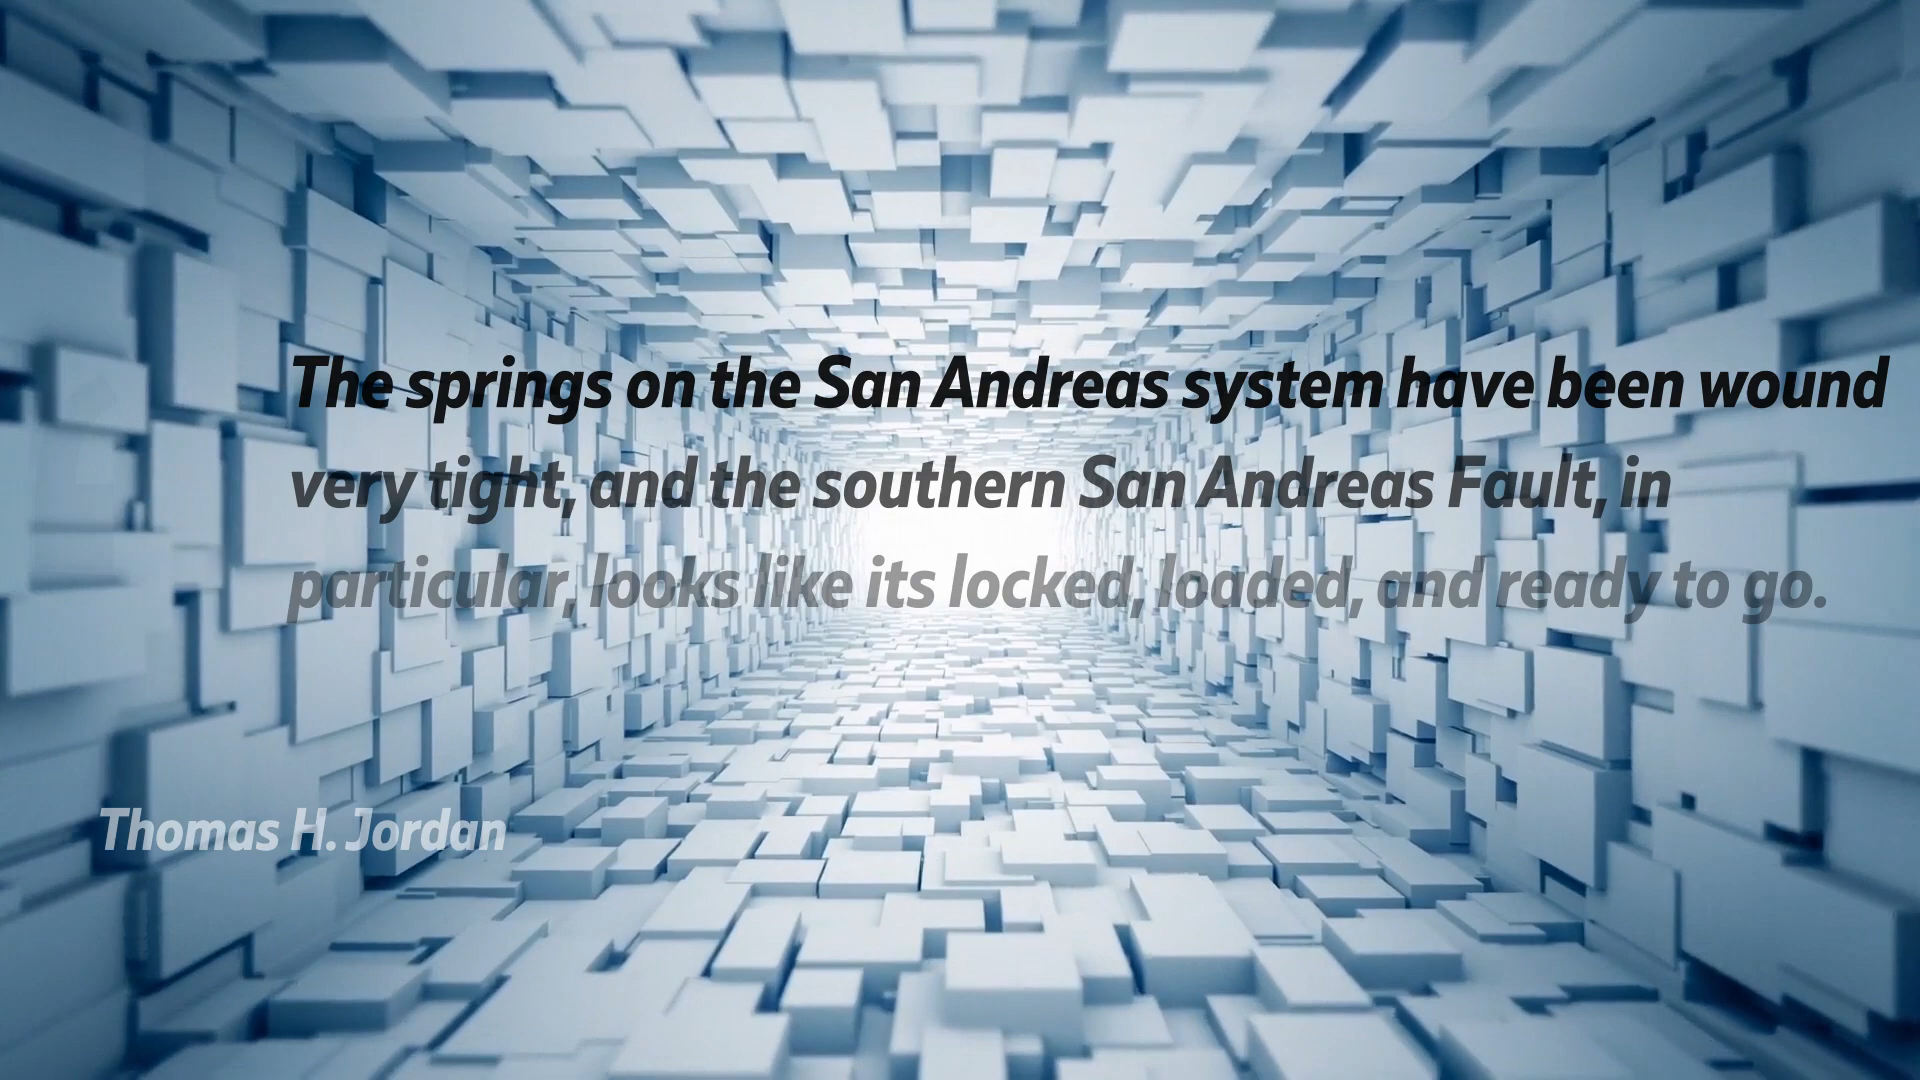 The springs on the San Andreas system have been wound
very tight, and the southern San Andreas Fault, in
particular, looks like its locked, loaded, and ready to go.
Thomas H. Jordan